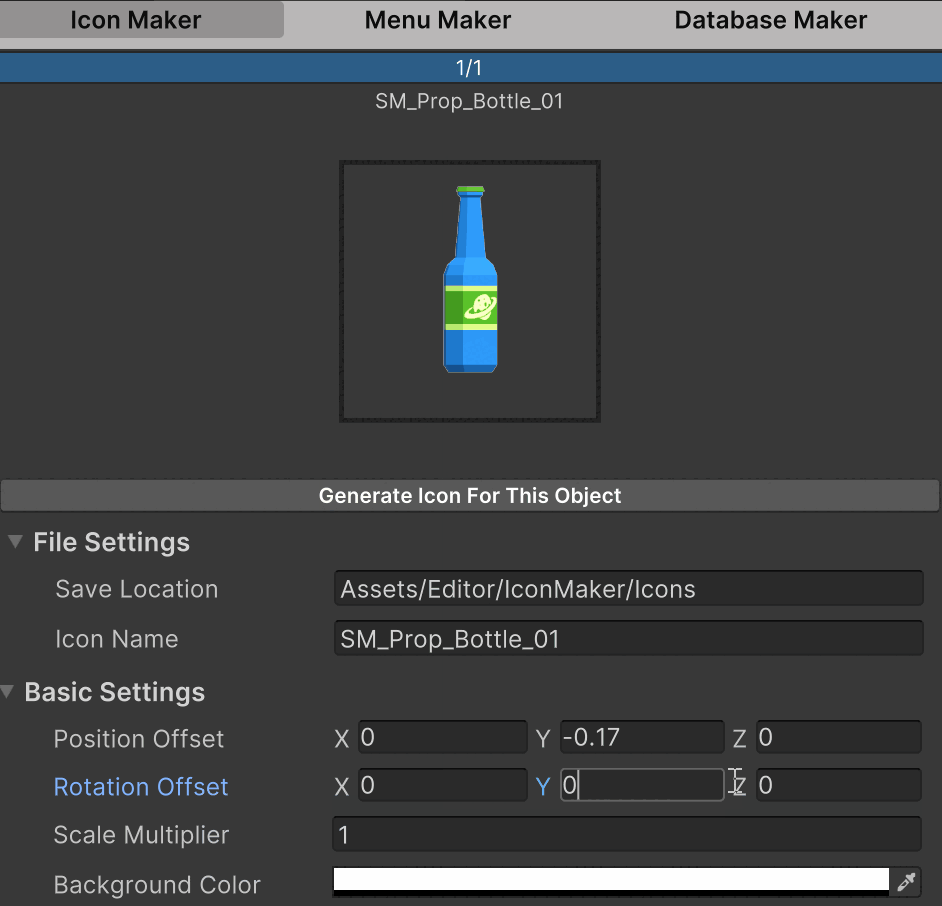 Icon Maker Menu Maker Database Maker
1/1
SM_Prop_Bottle_01
Generate Icon For This Object
File Settings
Save Location Assets/Editor/IconMaker/Icons
Icon Name SM_Prop_Bottle_01
Basic Settings
Position Offset X 0 Y -0.17 Z 0
Rotation Offset X 0 Y 0 Z 0
Scale Multiplier 1
Background Color